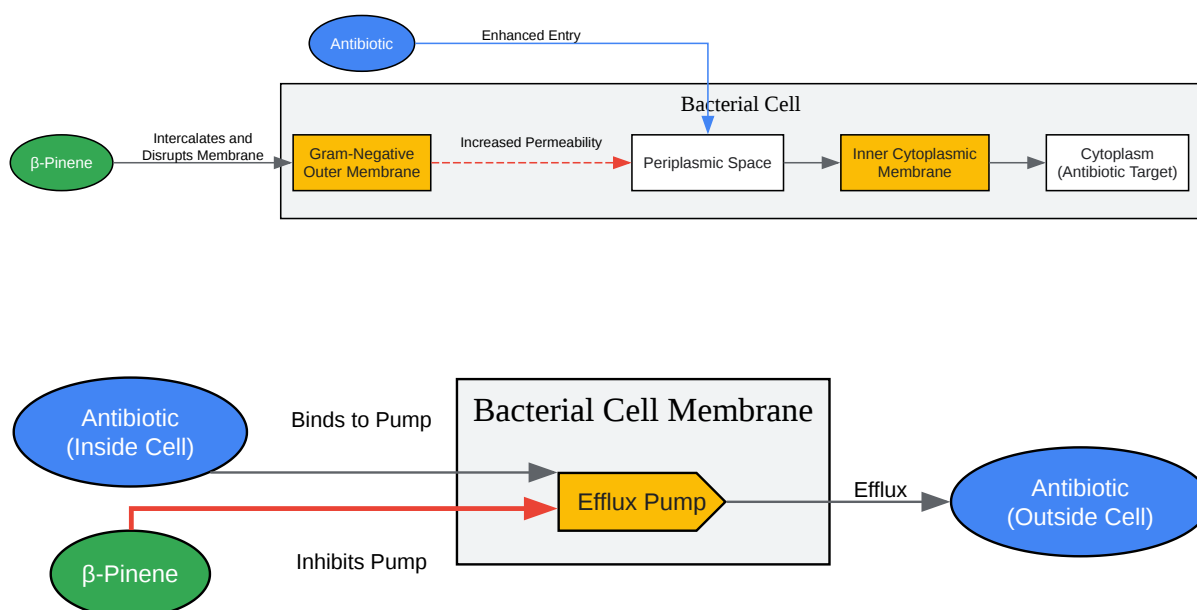 Antibiotic
Enhanced Entry
Bacterial Cell
β-Pinene
Intercalates and
Disrupts Membrane
Gram-Negative
Outer Membrane
Increased Permeability
Periplasmic Space
Inner Cytoplasmic
Membrane
Cytoplasm
(Antibiotic Target)
Antibiotic
(Inside Cell)
Binds to Pump
Bacterial Cell Membrane
Efflux Pump
Efflux
Antibiotic
(Outside Cell)
β-Pinene
Inhibits Pump